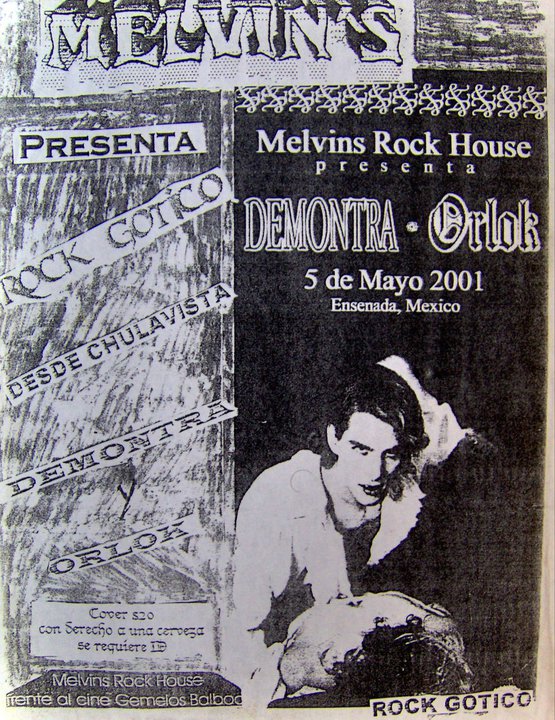 MELVIN'S
PRESENTA
ROCK GOTICO
DESDE CHULAVISTA
DEMONTRA
Y
ORLOK
Cover $20
con derecho a una cerveza
se requiere ID
Melvins Rock House
frente al cine Gemelos Balboa
Melvins Rock House
presenta
DEMONTRA • Orlok
5 de Mayo 2001
Ensenada, Mexico
ROCK GOTICO